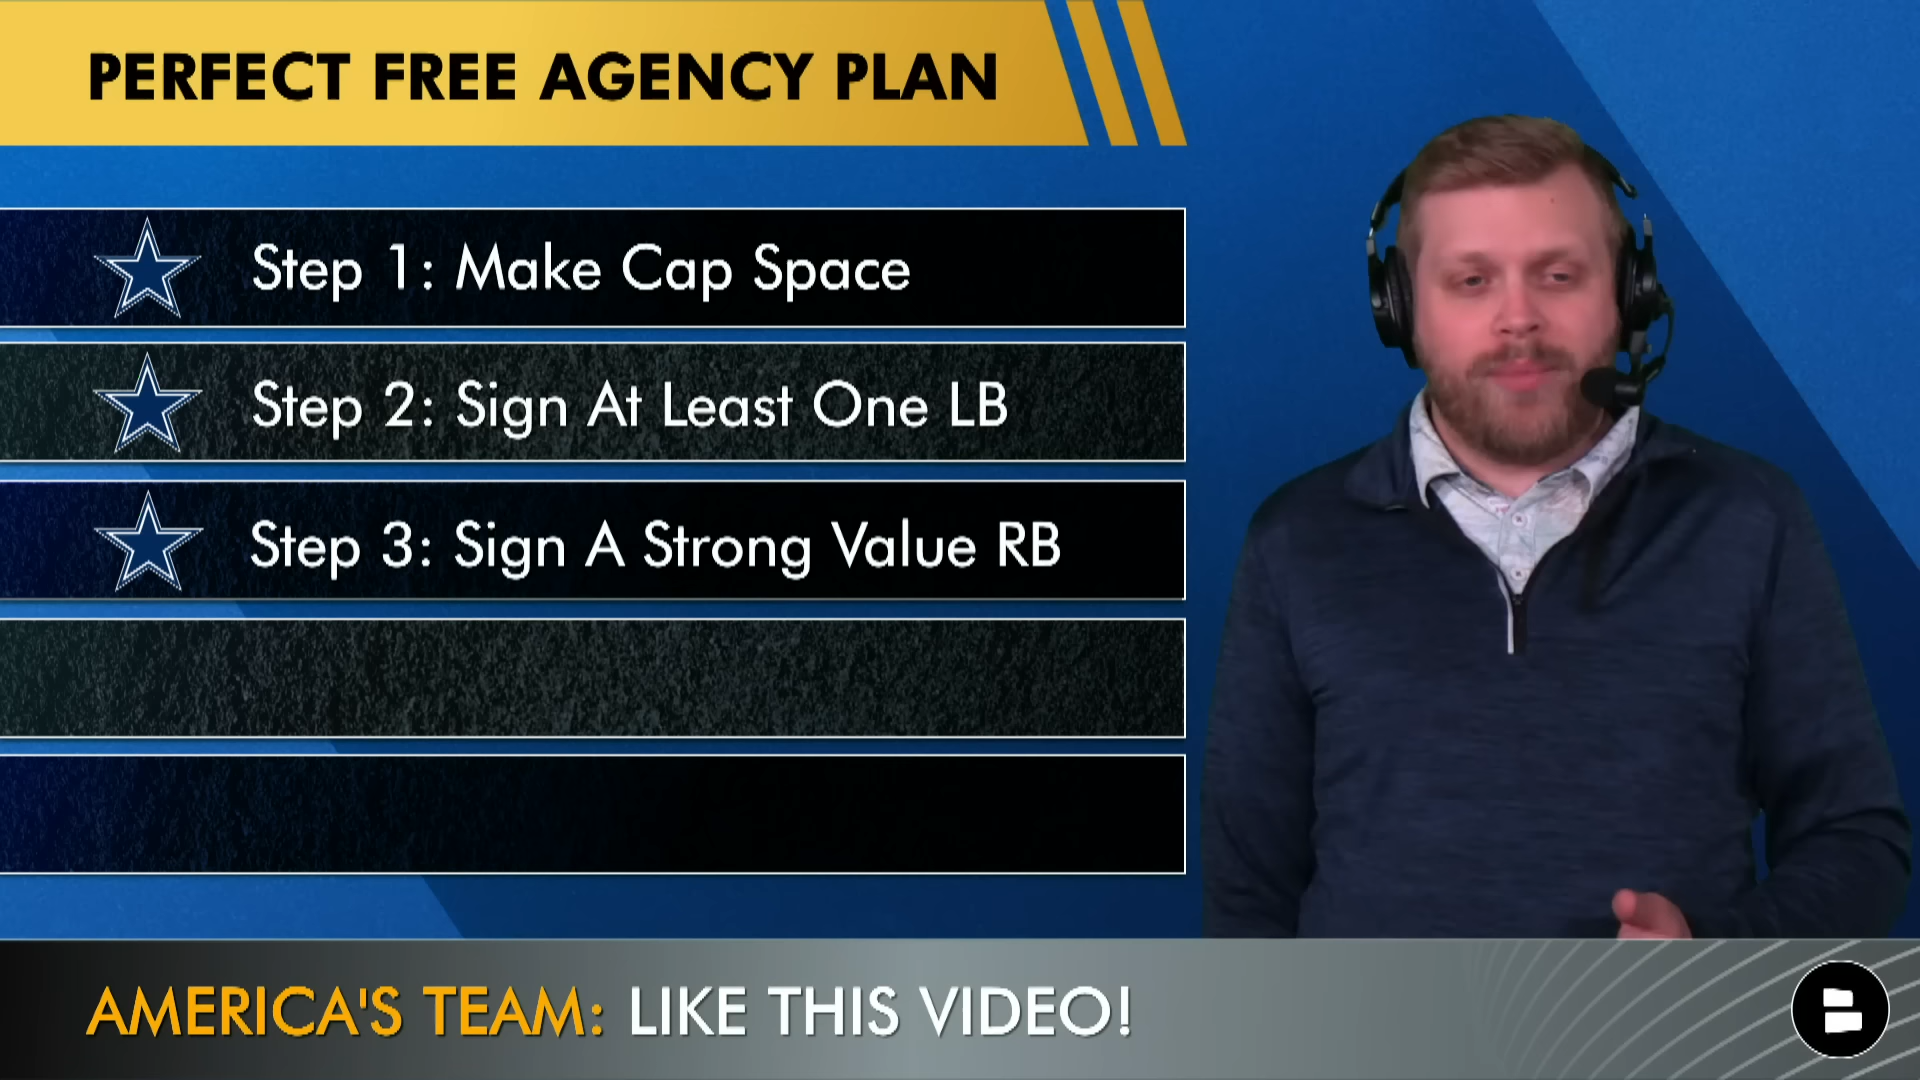 PERFECT FREE AGENCY PLAN
Step 1: Make Cap Space
Step 2: Sign At Least One LB
Step 3: Sign A Strong Value RB
AMERICA'S TEAM: LIKE THIS VIDEO!